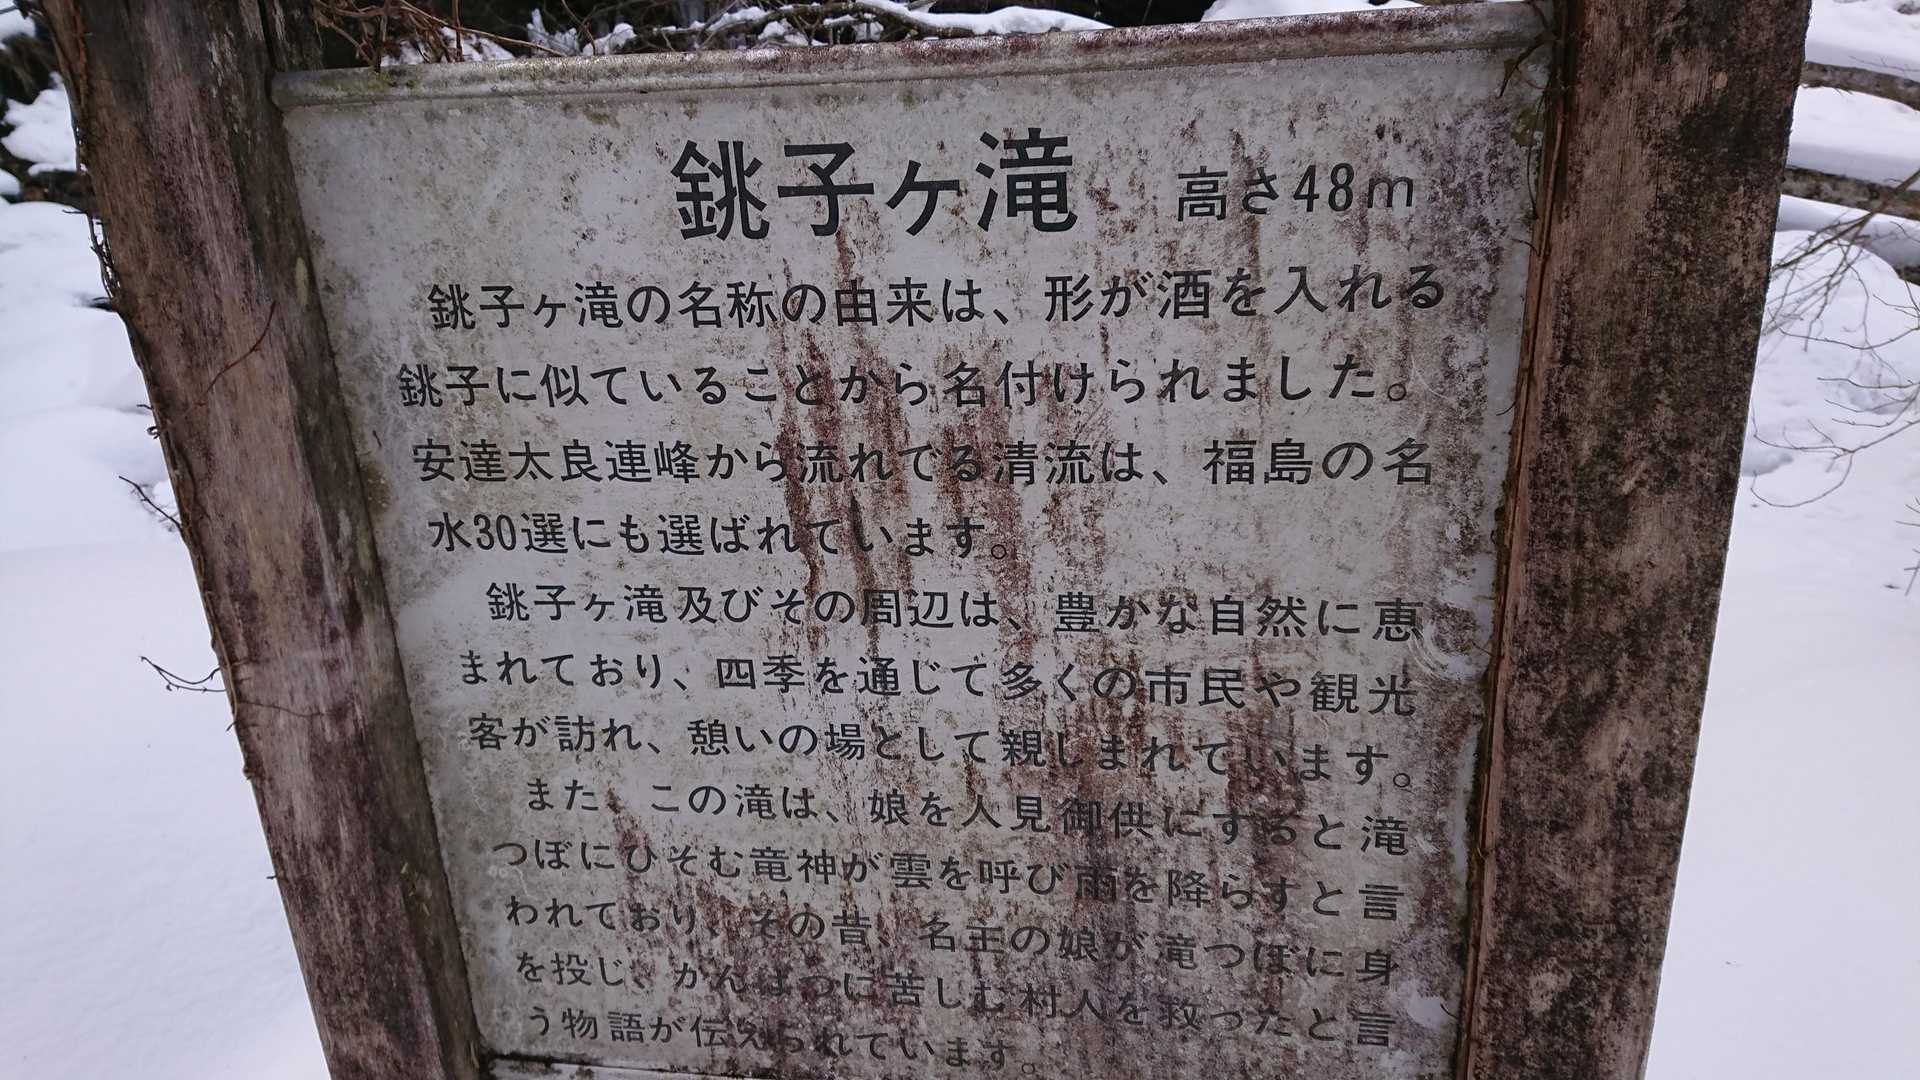 銚子ヶ滝 高さ48m
銚子ヶ滝の名称の由来は、形が酒を入れる
銚子に似ていることから名付けられました。
安達太良連峰から流れでる清流は、福島の名
水30選にも選ばれています。
銚子ヶ滝及びその周辺は、豊かな自然に恵
まれており、四季を通じて多くの市民や観光
客が訪れ、憩いの場として親しまれています。
また、この滝は、娘を人見御供にすると滝
つぼにひそむ竜神が雲を呼び雨を降らすと言
われており、その昔、名主の娘が滝つぼに身
を投じ、かんばつに苦しむ村人を救ったと言
う物語が伝えられています。